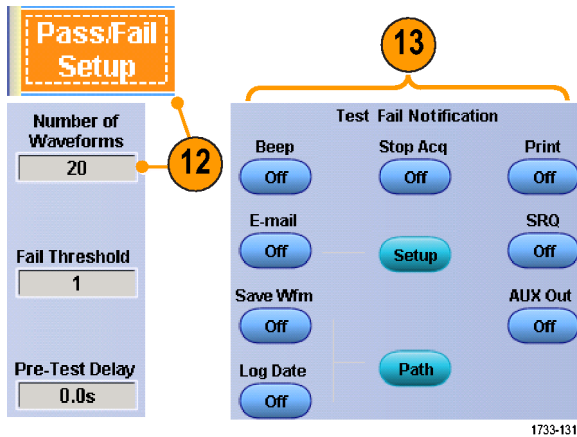 Pass/Fail
Setup
Number of
Waveforms
20
Fail Threshold
1
Pre-Test Delay
0.0s
12
13
Test Fail Notification
Beep
Off
Stop Acq
Off
Print
Off
E-mail
Off
Setup
SRQ
Off
Save Wfm
Off
AUX Out
Off
Log Date
Off
Path
1733-131